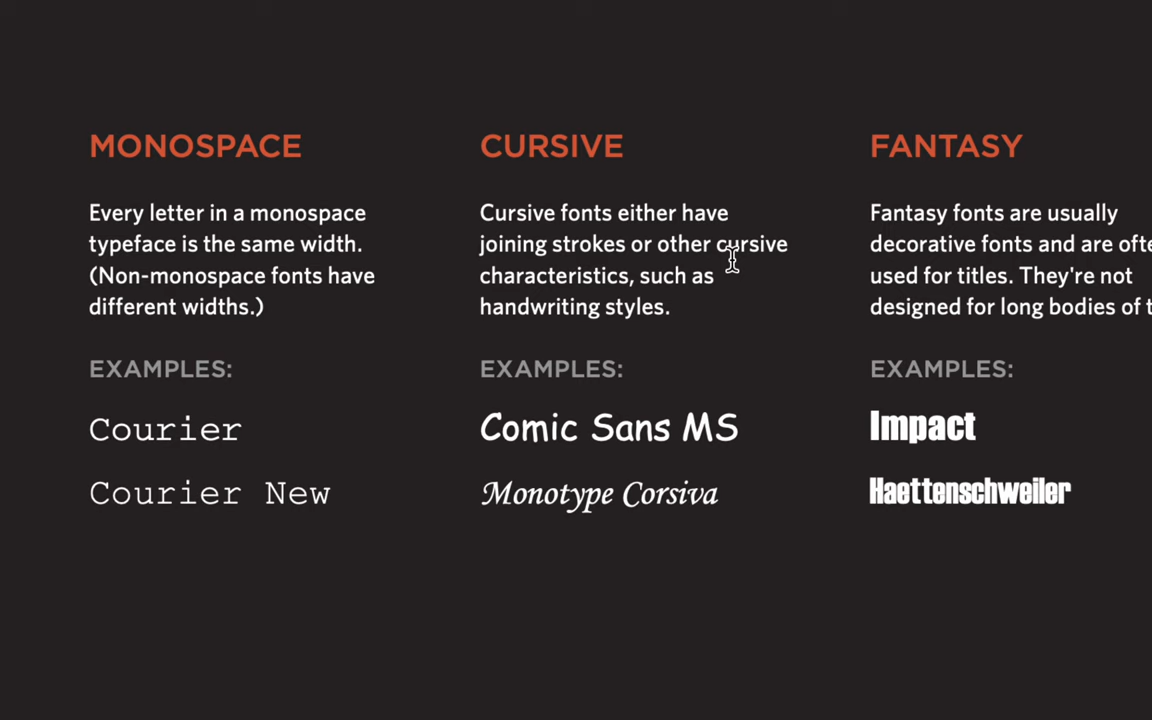 MONOSPACE
Every letter in a monospace
typeface is the same width.
(Non-monospace fonts have
different widths.)
EXAMPLES:
Courier
Courier New
CURSIVE
Cursive fonts either have
joining strokes or other cursive
characteristics, such as
handwriting styles.
EXAMPLES:
Comic Sans MS
Monotype Corsiva
FANTASY
Fantasy fonts are usually
decorative fonts and are
used for titles. They're not
designed for long bodies of
EXAMPLES:
Impact
Haettenschweiler